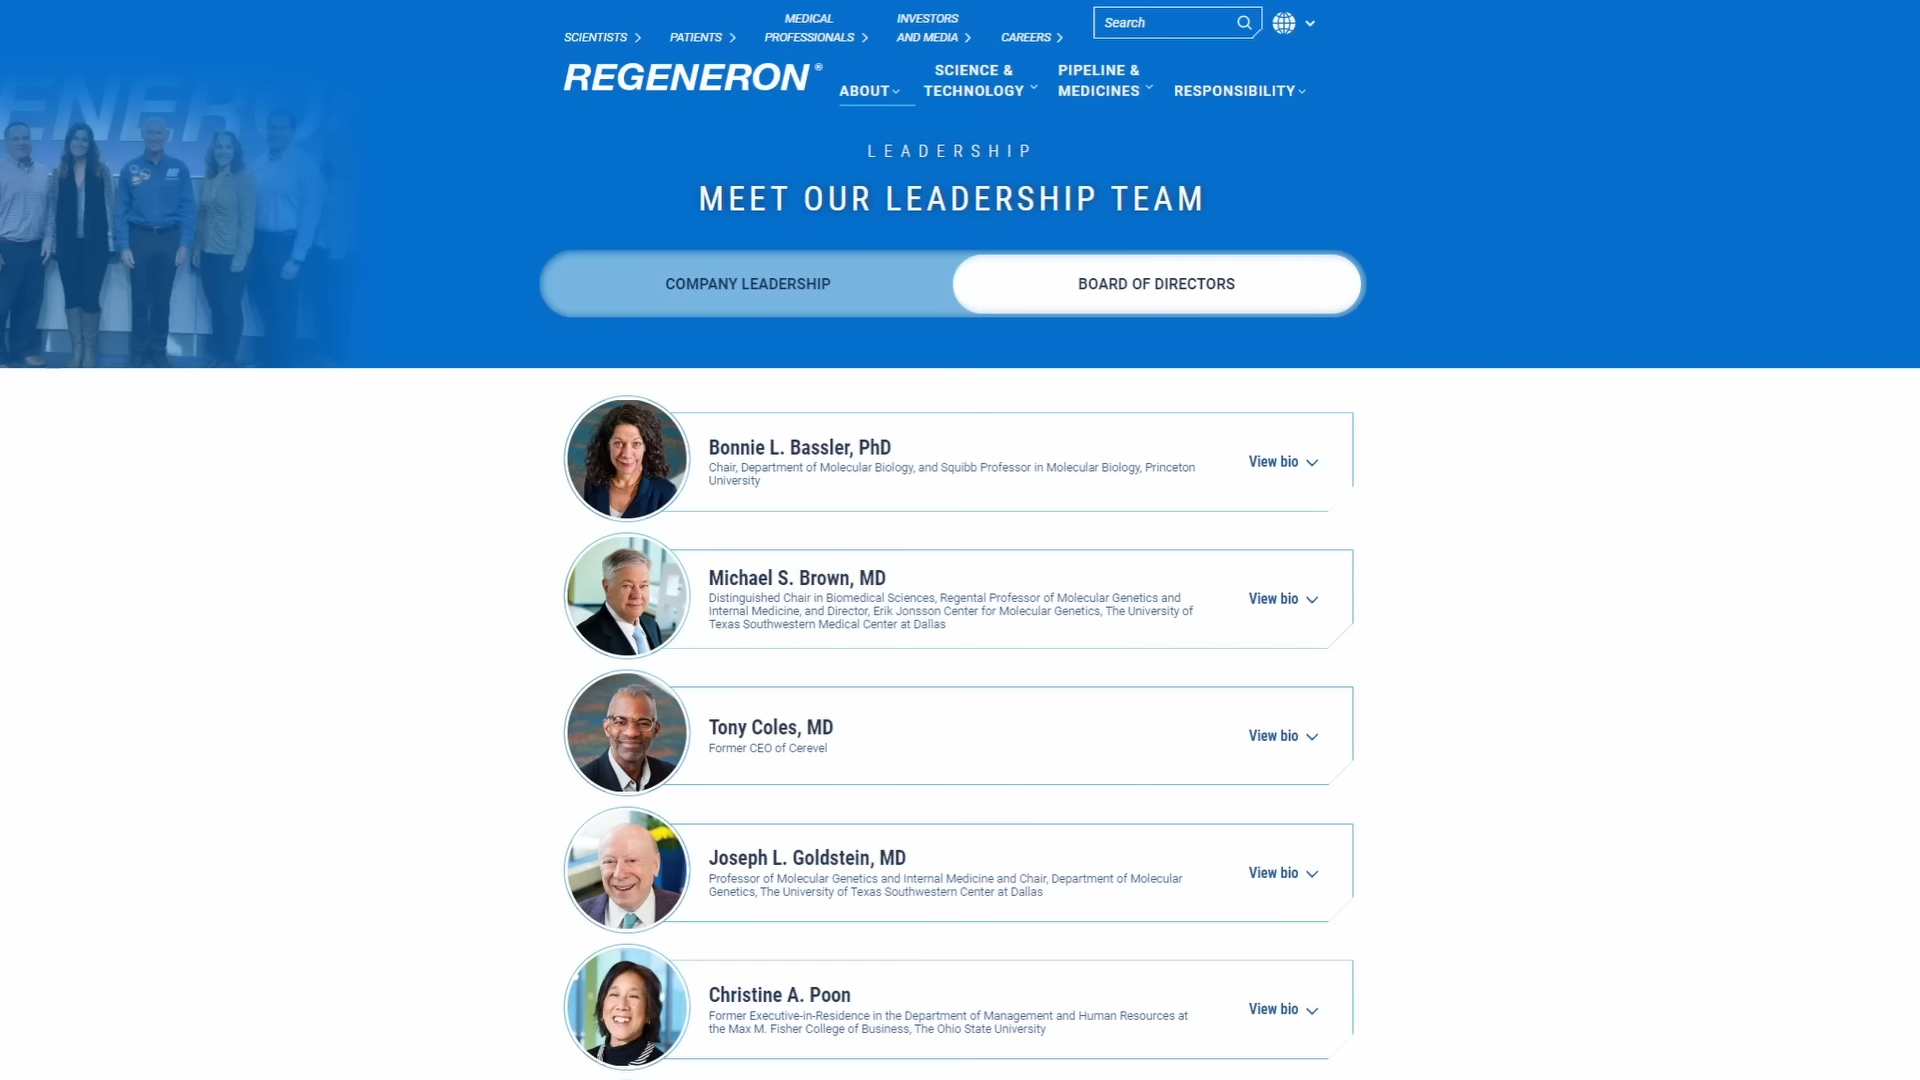 SCIENTISTS
PATIENTS
MEDICAL
PROFESSIONALS
INVESTORS
AND MEDIA
CAREERS
Search
REGENERON®
ABOUT
SCIENCE &
TECHNOLOGY
PIPELINE &
MEDICINES
RESPONSIBILITY
ENERO
LEADERSHIP
MEET OUR LEADERSHIP TEAM
COMPANY LEADERSHIP
BOARD OF DIRECTORS
Bonnie L. Bassler, PhD
Chair, Department of Molecular Biology, and Squibb Professor in Molecular Biology, Princeton
University
View bio
Michael S. Brown, MD
Distinguished Chair in Biomedical Sciences, Regental Professor of Molecular Genetics and
Internal Medicine, and Director, Erik Jonsson Center for Molecular Genetics, The University of
Texas Southwestern Medical Center at Dallas
View bio
Tony Coles, MD
Former CEO of Cerevel
View bio
Joseph L. Goldstein, MD
Professor of Molecular Genetics and Internal Medicine and Chair, Department of Molecular
Genetics, The University of Texas Southwestern Center at Dallas
View bio
Christine A. Poon
Former Executive-in-Residence in the Department of Management and Human Resources at
the Max M. Fisher College of Business, The Ohio State University
View bio